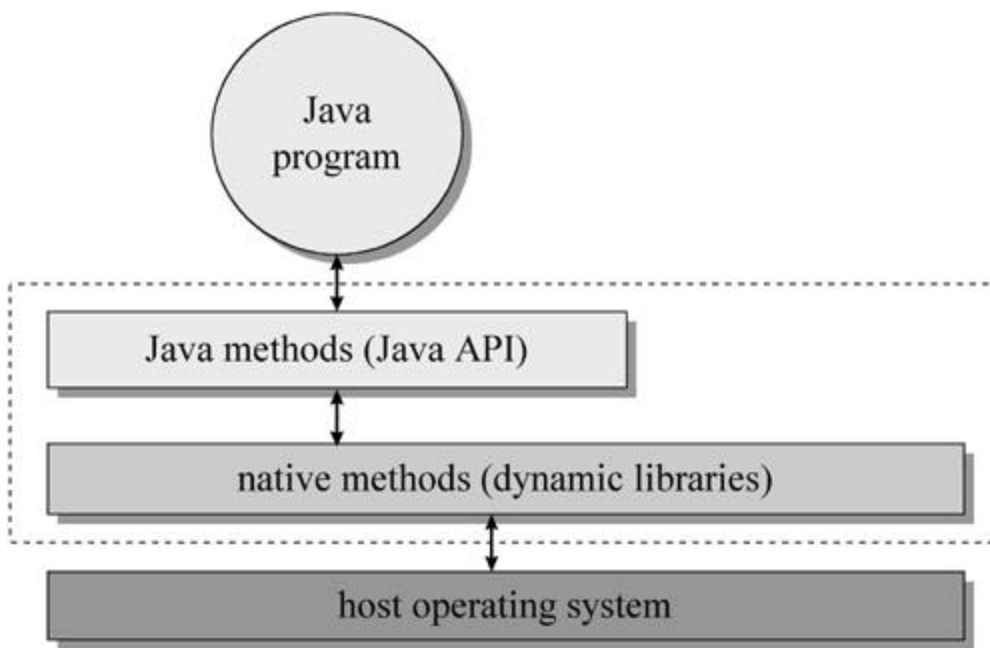 Java
program
Java methods (Java API)
native methods (dynamic libraries)
host operating system